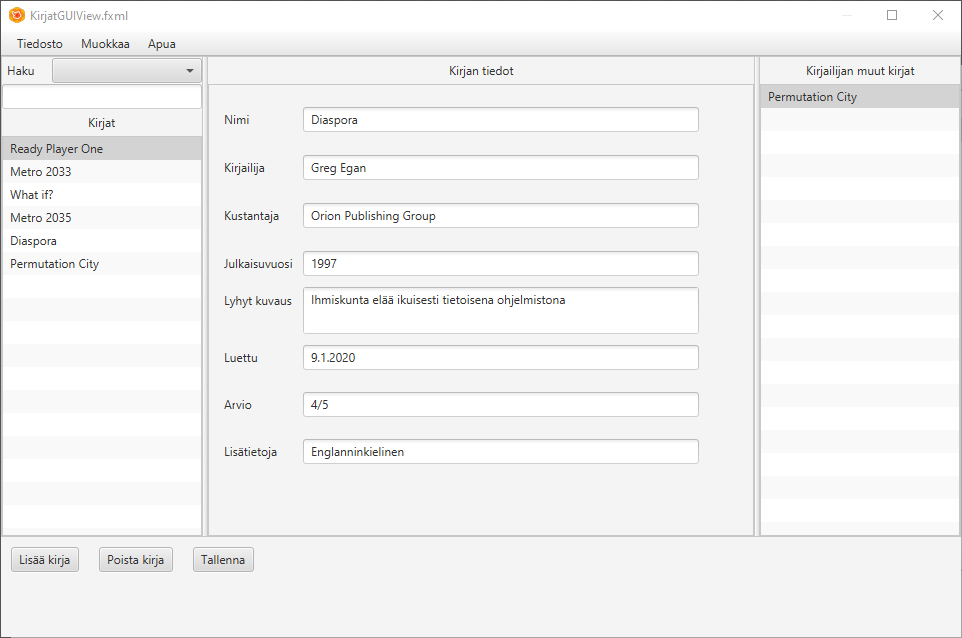 KirjatGUIView.fxml
Tiedosto Muokkaa Apua
Haku
Kirjat
Ready Player One
Metro 2033
What if?
Metro 2035
Diaspora
Permutation City
Kirjan tiedot
Nimi Diaspora
Kirjailija Greg Egan
Kustantaja Orion Publishing Group
Julkaisuvuosi 1997
Lyhyt kuvaus Ihmiskunta elää ikuisesti tietoisena ohjelmistona
Luettu 9.1.2020
Arvio 4/5
Lisätietoja Englanninkielinen
Kirjailijan muut kirjat
Permutation City
Lisää kirja Poista kirja Tallenna